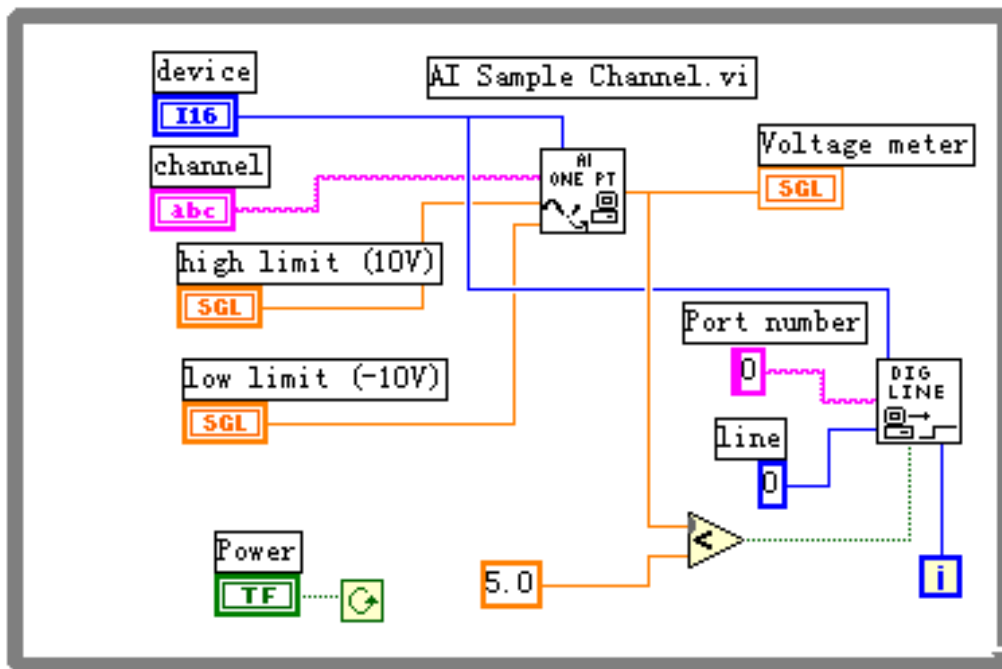 device
AI Sample Channel.vi
I16
Voltage meter
AI
ONE PT
channel
SGL
abc
high limit (10V)
SGL
Port number
0
low limit (-10V)
DIG
LINE
SGL
line
0
Power
<
5.0
TF
i